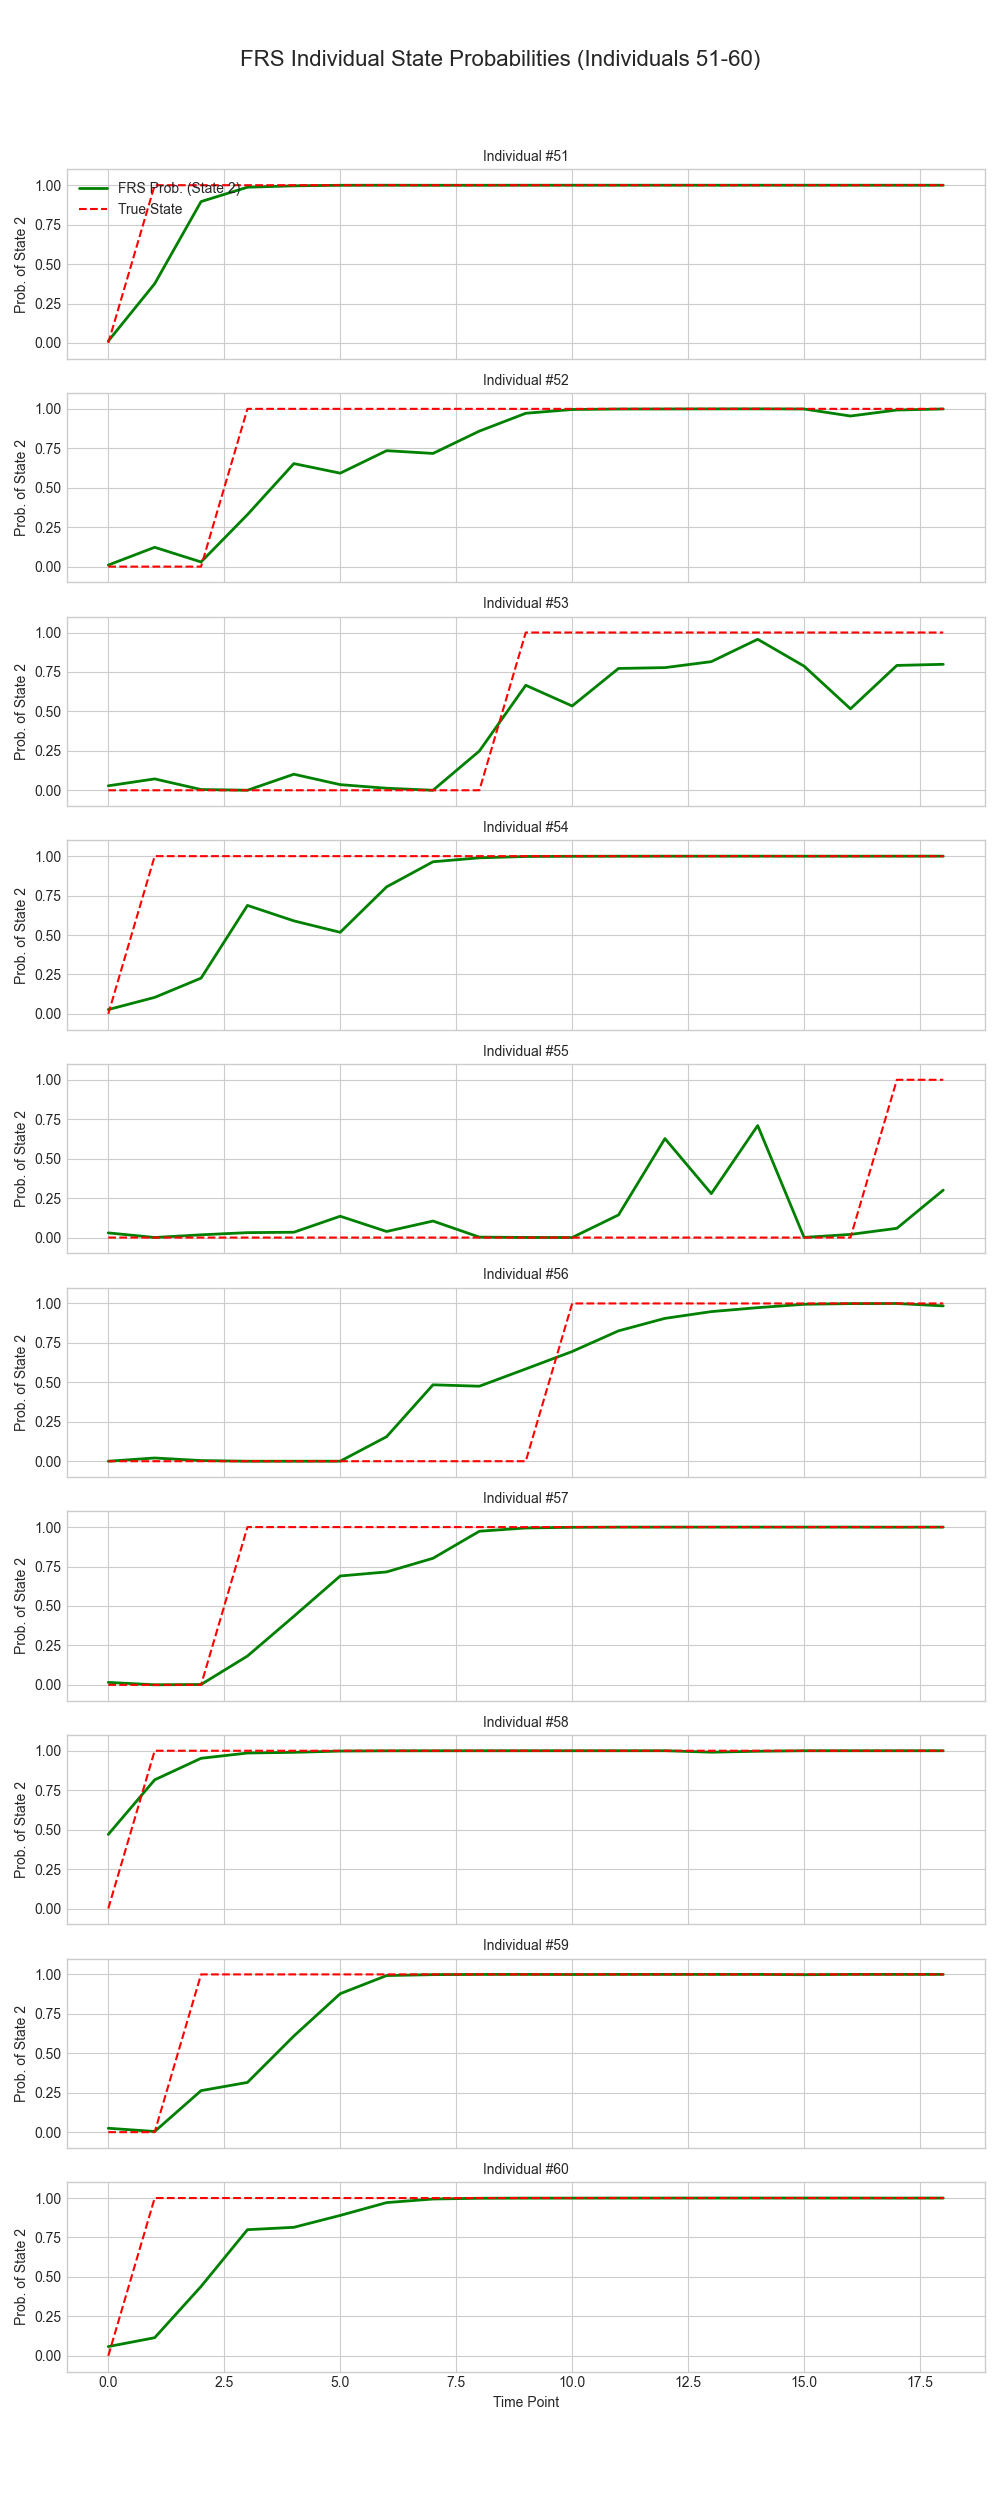 FRS Individual State Probabilities (Individuals 51-60)
Individual #51
FRS Prob. (State 2)
True State
1.00
0.75
0.50
0.25
0.00
Prob. of State 2
Individual #52
1.00
0.75
0.50
0.25
0.00
Prob. of State 2
Individual #53
1.00
0.75
0.50
0.25
0.00
Prob. of State 2
Individual #54
1.00
0.75
0.50
0.25
0.00
Prob. of State 2
Individual #55
1.00
0.75
0.50
0.25
0.00
Prob. of State 2
Individual #56
1.00
0.75
0.50
0.25
0.00
Prob. of State 2
Individual #57
1.00
0.75
0.50
0.25
0.00
Prob. of State 2
Individual #58
1.00
0.75
0.50
0.25
0.00
Prob. of State 2
Individual #59
1.00
0.75
0.50
0.25
0.00
Prob. of State 2
Individual #60
1.00
0.75
0.50
0.25
0.00
Prob. of State 2
0.0 2.5 5.0 7.5 10.0 12.5 15.0 17.5
Time Point